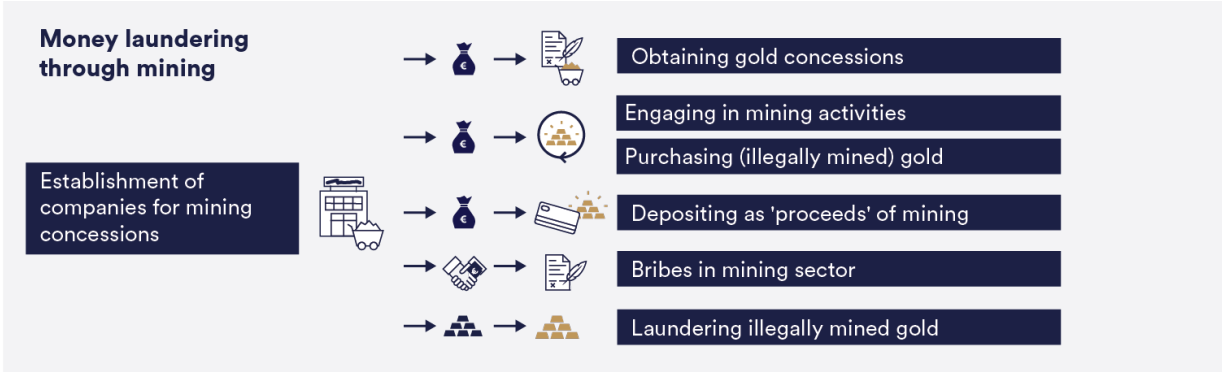 Money laundering
through mining
Establishment of
companies for mining
concessions
Obtaining gold concessions
Engaging in mining activities
Purchasing (illegally mined) gold
Depositing as 'proceeds' of mining
Bribes in mining sector
Laundering illegally mined gold